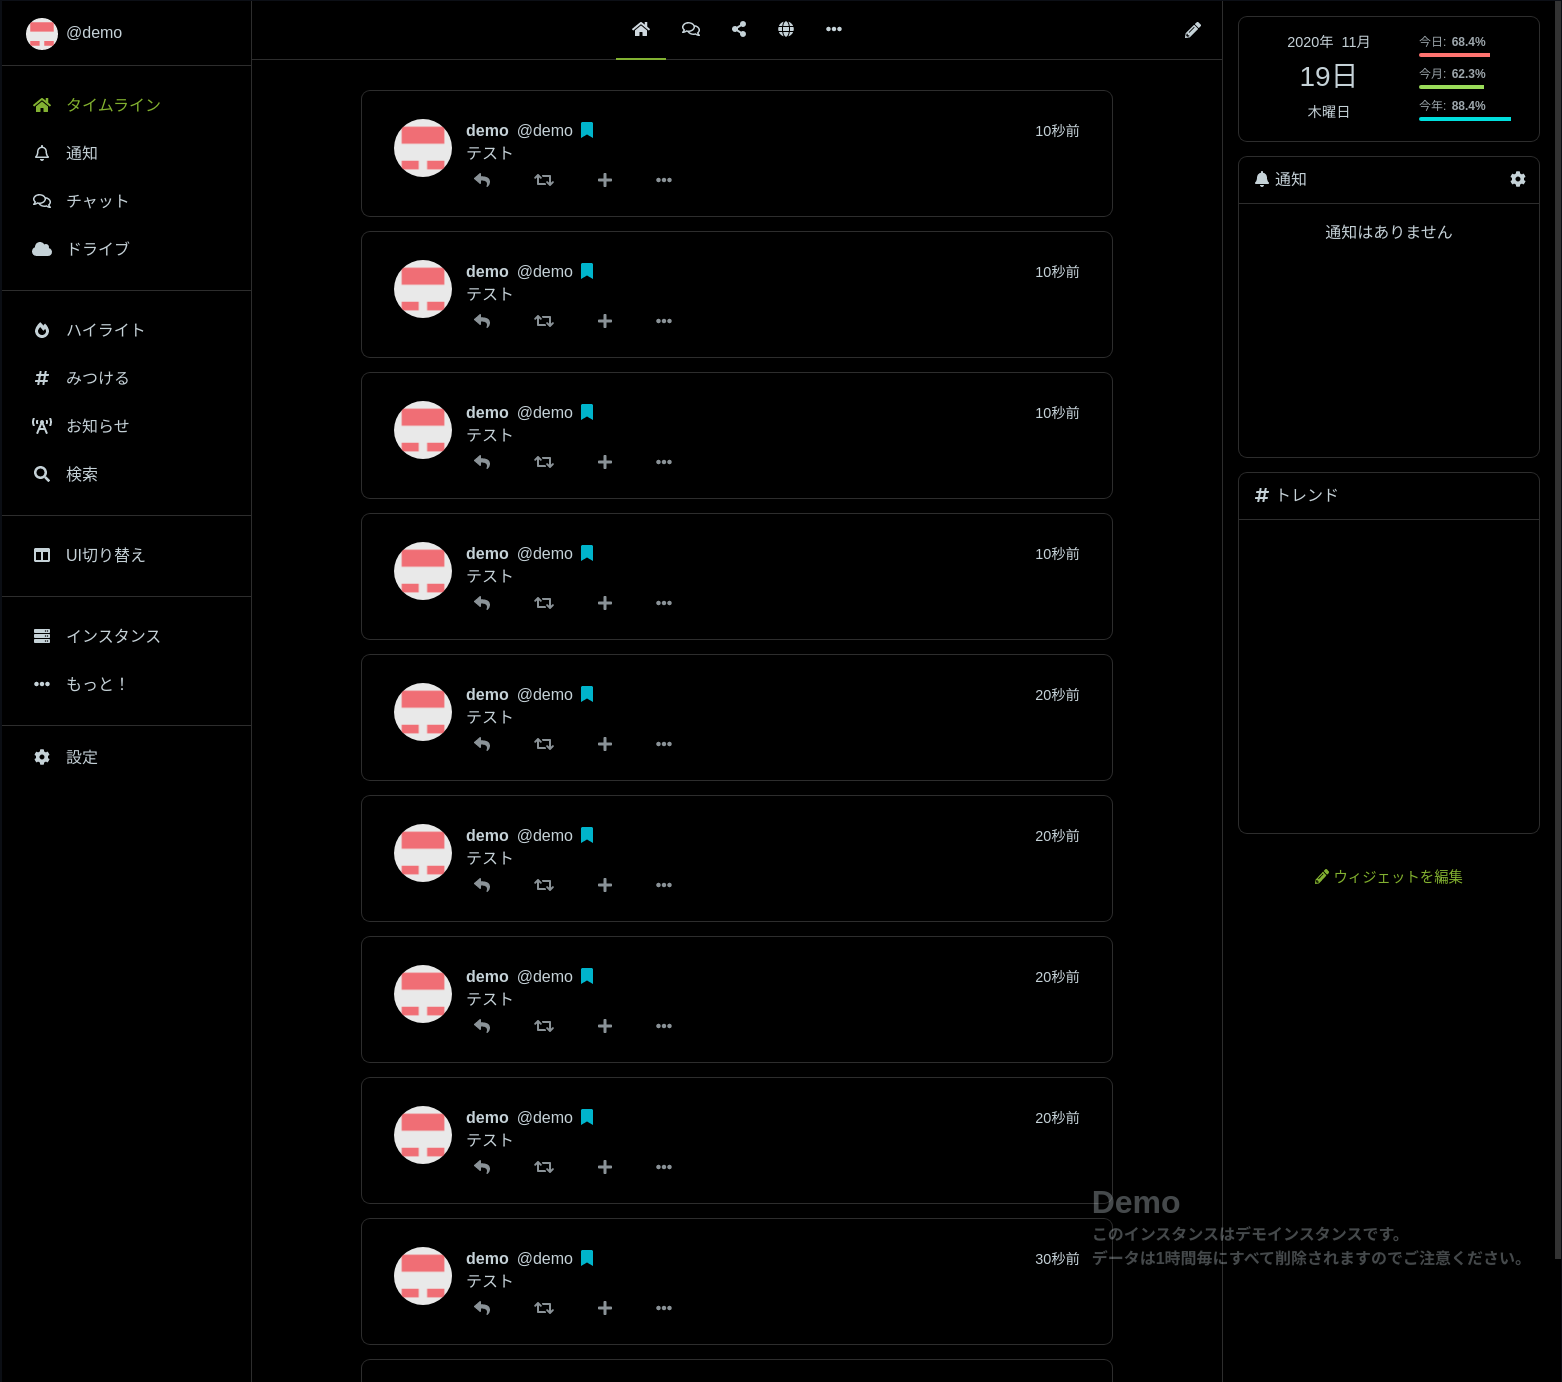 @demo
タイムライン
通知
チャット
ドライブ
ハイライト
みつける
お知らせ
検索
UI切り替え
インスタンス
もっと！
設定
demo @demo 10秒前
テスト
demo @demo 10秒前
テスト
demo @demo 10秒前
テスト
demo @demo 10秒前
テスト
demo @demo 20秒前
テスト
demo @demo 20秒前
テスト
demo @demo 20秒前
テスト
demo @demo 20秒前
テスト
demo @demo 30秒前
テスト
2020年 11月
19日
木曜日
今日: 68.4%
今月: 62.3%
今年: 88.4%
通知
通知はありません
トレンド
ウィジェットを編集
Demo
このインスタンスはデモインスタンスです。
データは1時間毎にすべて削除されますのでご注意ください。